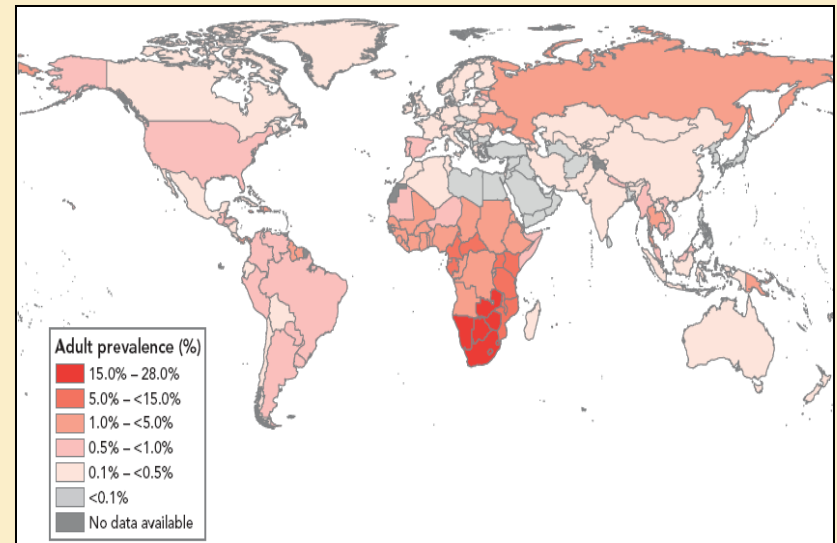 Adult prevalence (%)
15.0% – 28.0%
5.0% – <15.0%
1.0% – <5.0%
0.5% – <1.0%
0.1% – <0.5%
<0.1%
No data available